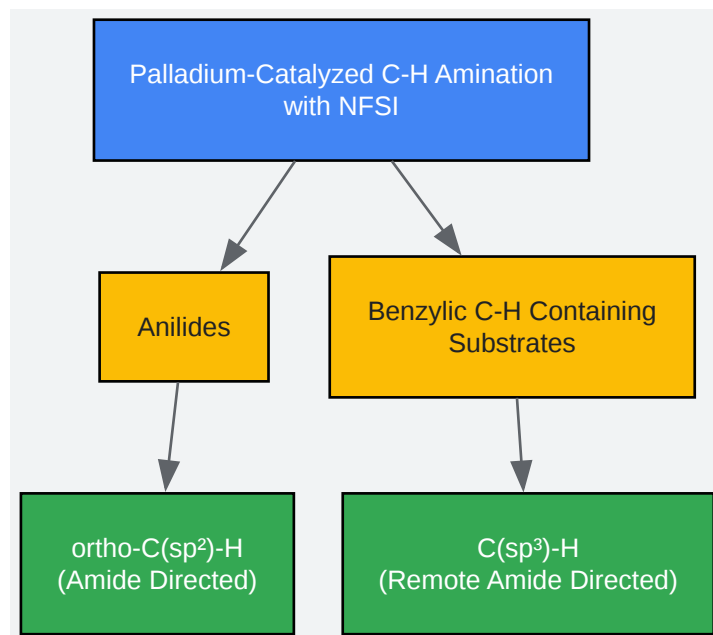 Palladium-Catalyzed C-H Amination
with NFSI
Anilides
Benzylic C-H Containing
Substrates
ortho-C(sp²)-H
(Amide Directed)
C(sp³)-H
(Remote Amide Directed)